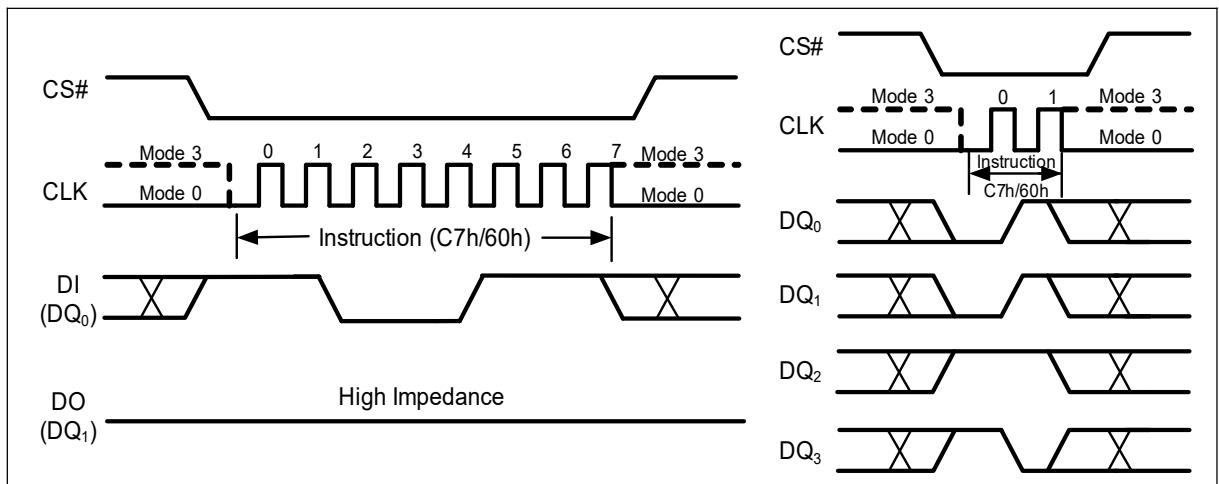 CS#
Mode 3 0 1 2 3 4 5 6 7 Mode 3
CLK
Mode 0 Mode 0
Instruction (C7h/60h)
DI
(DQ0)
High Impedance
DO
(DQ1)
CS#
Mode 3 0 1 Mode 3
CLK
Mode 0 Mode 0
Instruction
C7h/60h
DQ0
DQ1
DQ2
DQ3